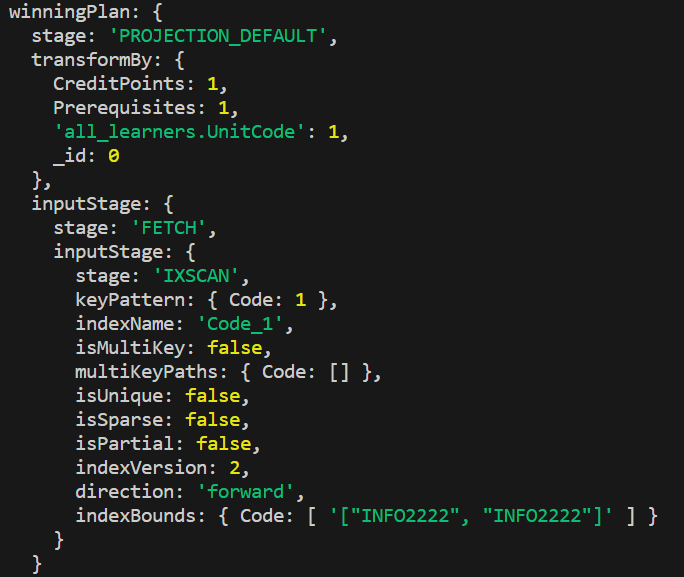 winningPlan: {
  stage: 'PROJECTION_DEFAULT',
  transformBy: {
    CreditPoints: 1,
    Prerequisites: 1,
    'all_learners.UnitCode': 1,
    _id: 0
  },
  inputStage: {
    stage: 'FETCH',
    inputStage: {
      stage: 'IXSCAN',
      keyPattern: { Code: 1 },
      indexName: 'Code_1',
      isMultiKey: false,
      multiKeyPaths: { Code: [] },
      isUnique: false,
      isSparse: false,
      isPartial: false,
      indexVersion: 2,
      direction: 'forward',
      indexBounds: { Code: [ '["INFO2222", "INFO2222"]' ] }
    }
  }